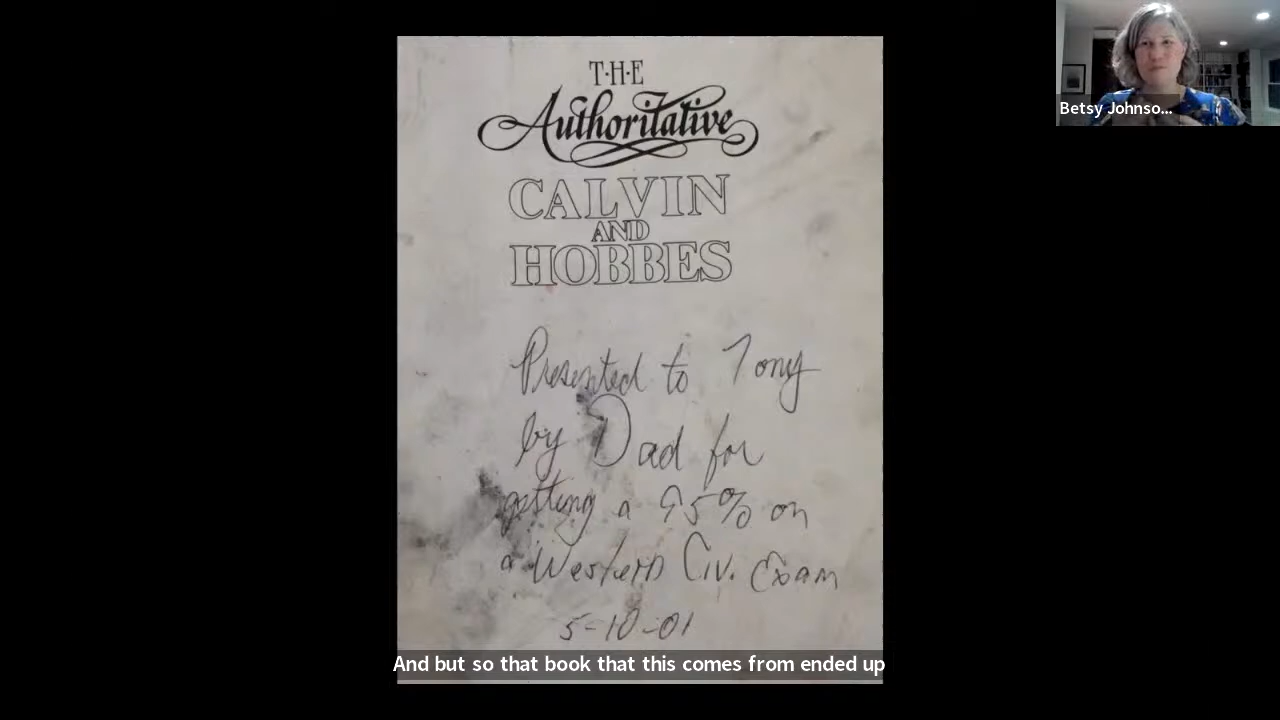 T·H·E
Authoritative
CALVIN
AND
HOBBES
Presented to Tony
by Dad for
getting a 95% on
a Western Civ. Exam
5-10-01
And but so that book that this comes from ended up
Betsy Johnso...